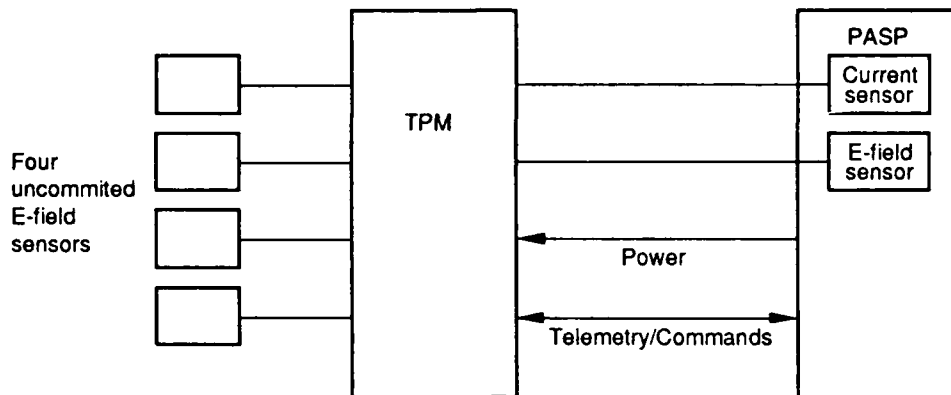 Four
uncommited
E-field
sensors
TPM
PASP
Current
sensor
E-field
sensor
Power
Telemetry/Commands